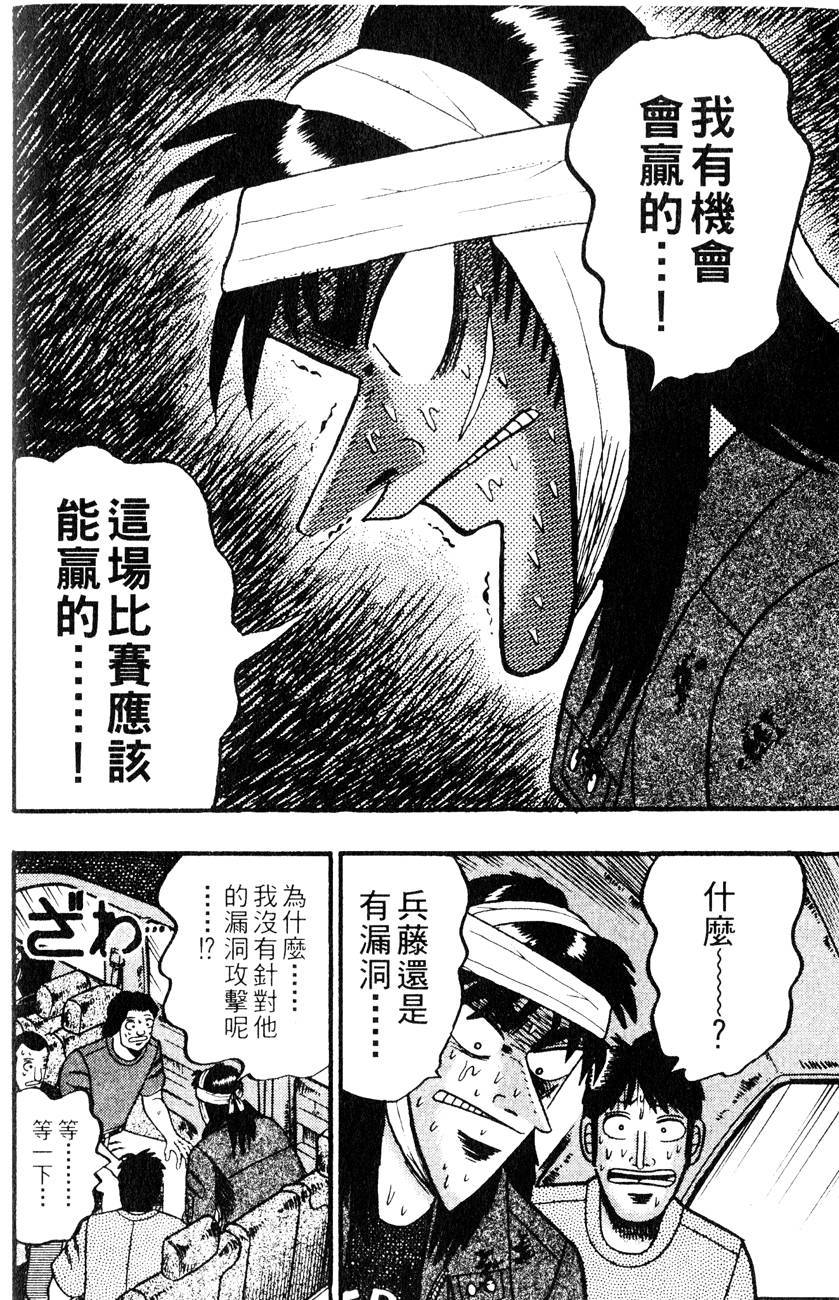 我有機會
會贏的⋯⋯!
這場比賽應該
能贏的⋯⋯⋯!
什麼～～～?
兵藤還是
有漏洞⋯⋯
為什麼⋯⋯
我沒有針對他
的漏洞攻擊呢
⋯⋯!?
ざわ⋯
等⋯⋯
等一下⋯